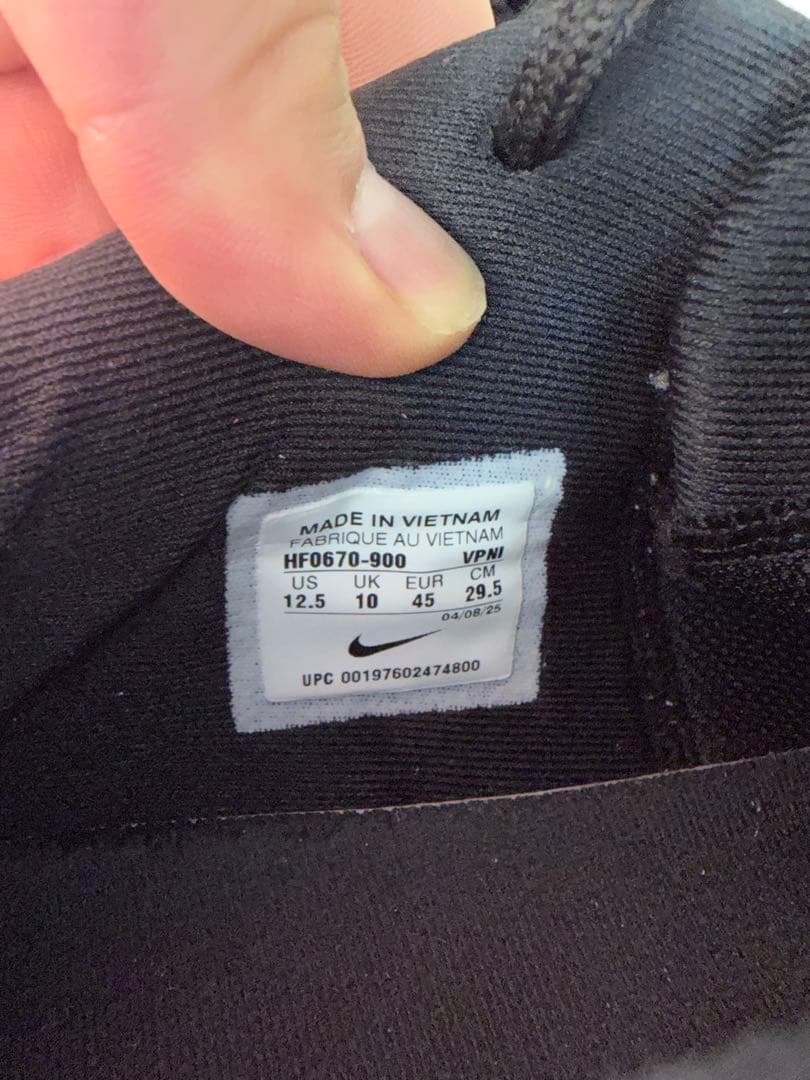 MADE IN VIETNAM
FABRIQUE AU VIETNAM
HF0670-900 VPNI
US UK EUR CM
12.5 10 45 29.5
04/08/25
UPC 00197602474800